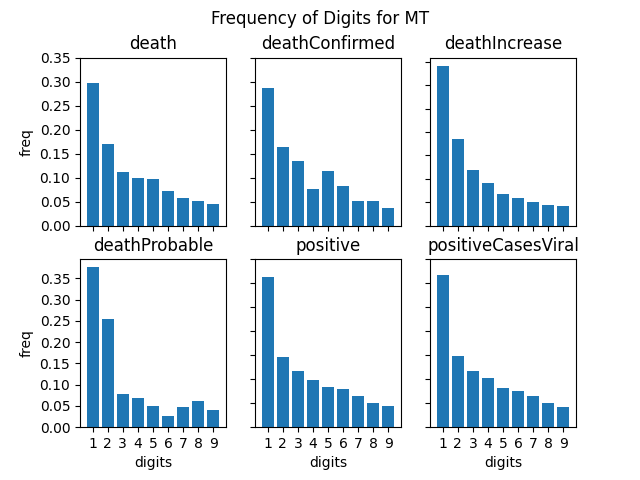 Frequency of Digits for MT
death deathConfirmed deathIncrease
freq
0.35
0.30
0.25
0.20
0.15
0.10
0.05
0.00
deathProbable positive positiveCasesViral
freq
0.35
0.30
0.25
0.20
0.15
0.10
0.05
0.00
1 2 3 4 5 6 7 8 9 1 2 3 4 5 6 7 8 9 1 2 3 4 5 6 7 8 9
digits digits digits